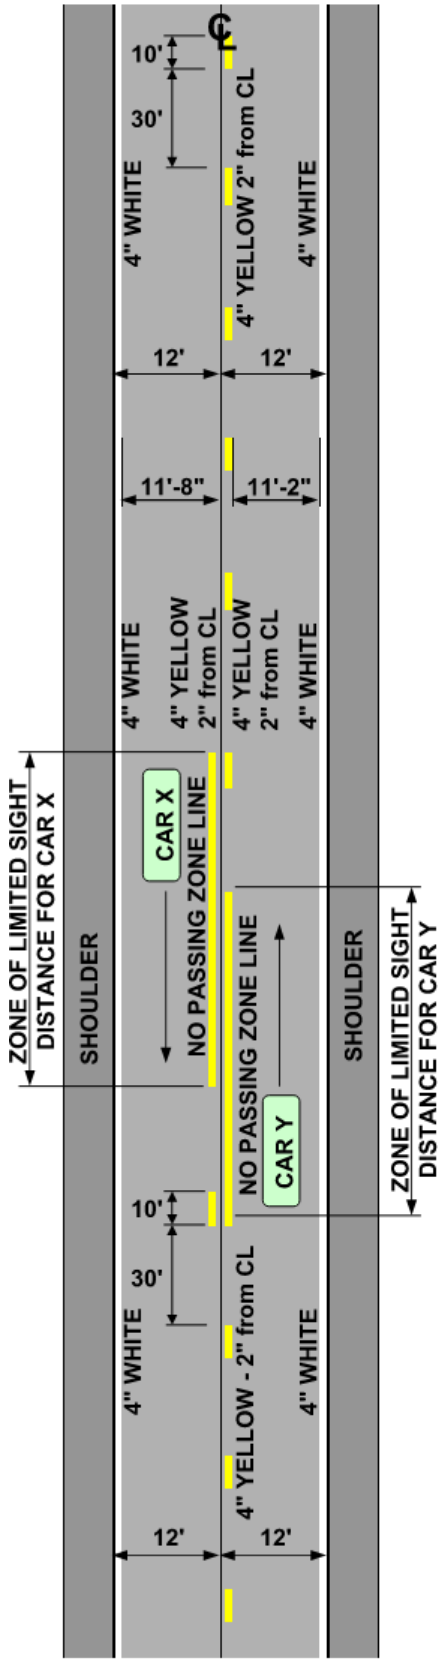 ℄
10'
30'
4" WHITE
4" YELLOW 2" from CL
4" WHITE
12'
12'
11'-8"
11'-2"
4" WHITE
4" YELLOW
2" from CL
4" YELLOW
2" from CL
4" WHITE
ZONE OF LIMITED SIGHT
DISTANCE FOR CAR X
CAR X
NO PASSING ZONE LINE
SHOULDER
NO PASSING ZONE LINE
CAR Y
SHOULDER
ZONE OF LIMITED SIGHT
DISTANCE FOR CAR Y
10'
30'
4" WHITE
4" YELLOW - 2" from CL
4" WHITE
12'
12'